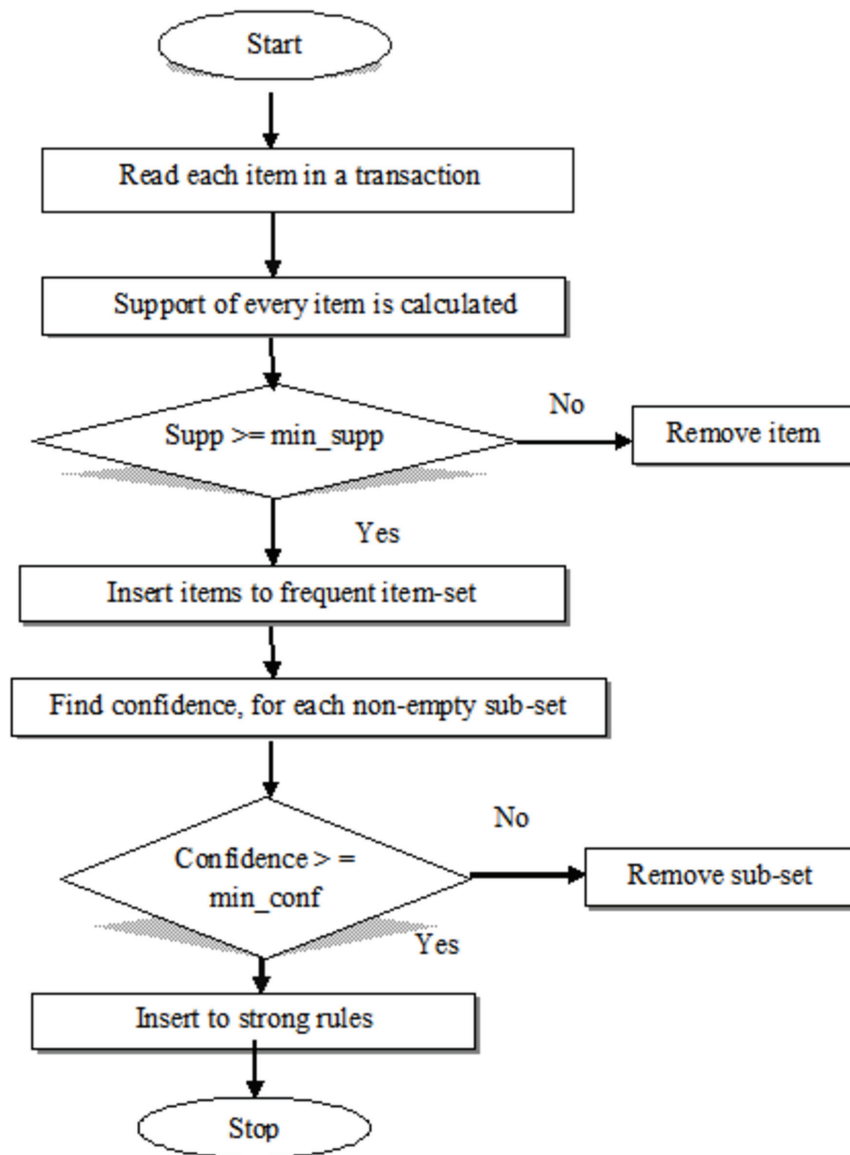 Start
Read each item in a transaction
Support of every item is calculated
Supp >= min_supp
No
Remove item
Yes
Insert items to frequent item-set
Find confidence, for each non-empty sub-set
No
Confidence > =
min_conf
Remove sub-set
Yes
Insert to strong rules
Stop